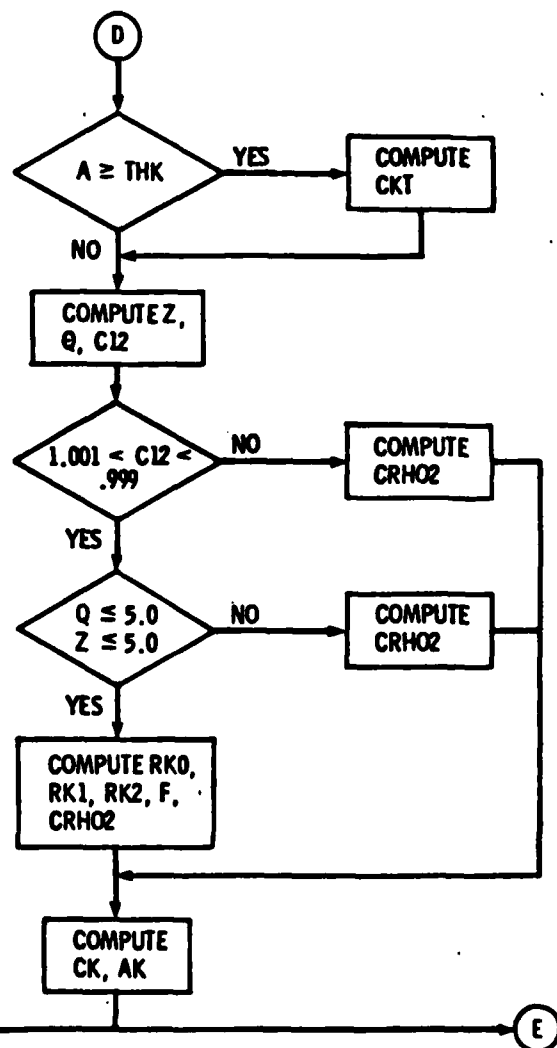 D
A ≥ THK
YES
COMPUTE
CKT
NO
COMPUTE Z,
Q, C12
1.001 < C12 <
.999
NO
COMPUTE
CRHO2
YES
Q ≤ 5.0
Z ≤ 5.0
NO
COMPUTE
CRHO2
YES
COMPUTE RK0,
RK1, RK2, F,
CRHO2
COMPUTE
CK, AK
E